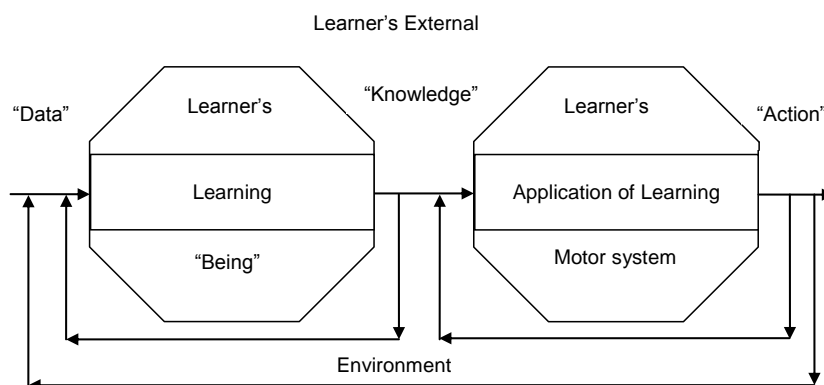 Learner’s External
“Data”
Learner’s
“Knowledge”
Learner’s
“Action”
Learning
Application of Learning
“Being”
Motor system
Environment